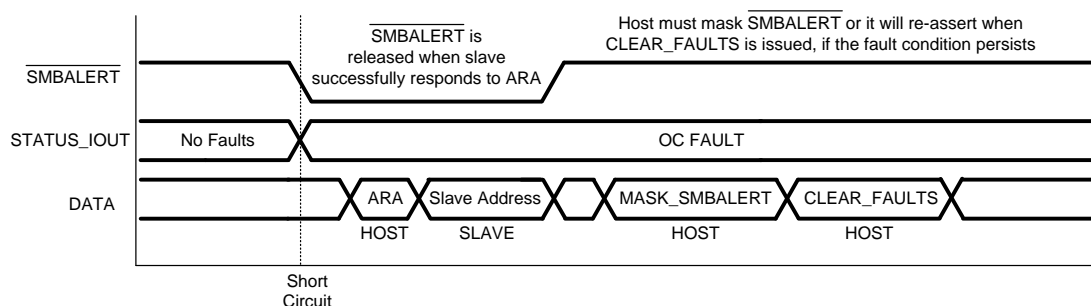 SMBALERT is
released when slave
successfully responds to ARA
Host must mask SMBALERT or it will re-assert when
CLEAR_FAULTS is issued, if the fault condition persists
SMBALERT
STATUS_IOUT
No Faults
OC FAULT
DATA
ARA
Slave Address
MASK_SMBALERT
CLEAR_FAULTS
HOST
SLAVE
HOST
HOST
Short
Circuit